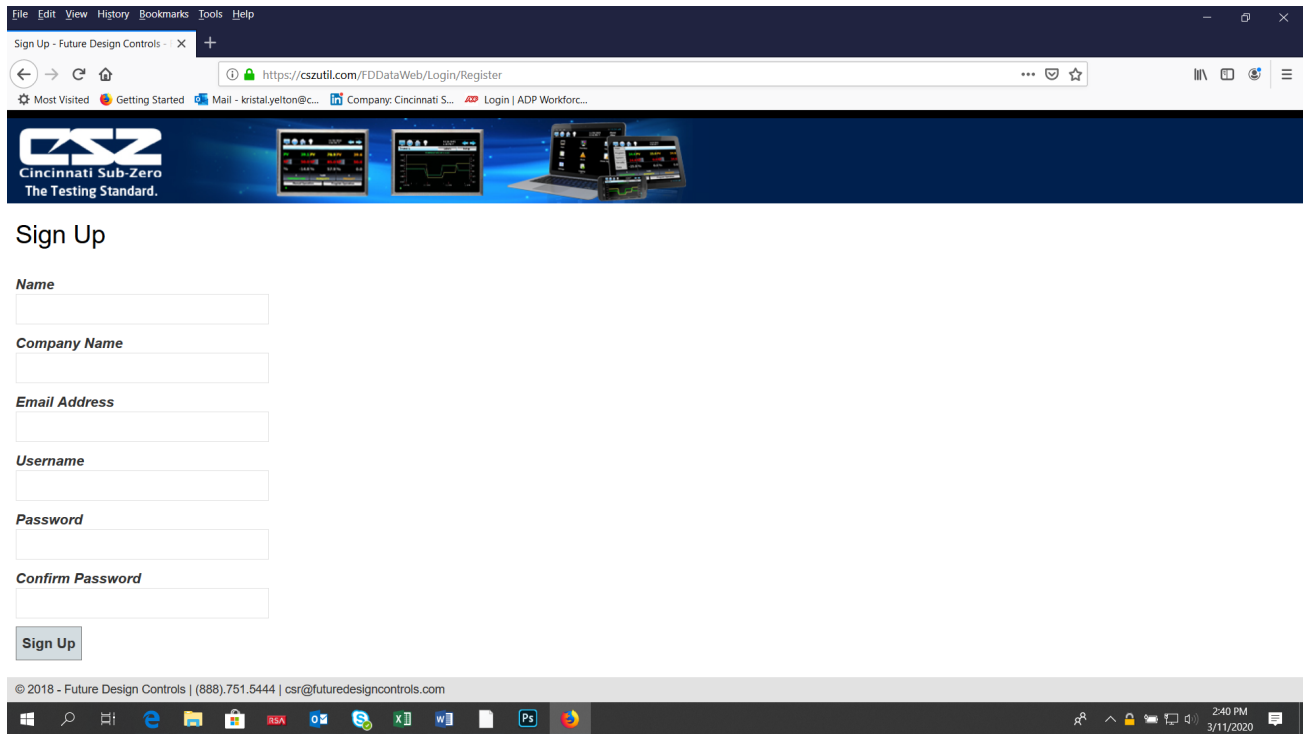 File Edit View History Bookmarks Tools Help
Sign Up - Future Design Controls -
https://cszutil.com/FDDataWeb/Login/Register
Most Visited Getting Started Mail - kristal.yelton@c... Company: Cincinnati S... Login | ADP Workforc...
CSZ
Cincinnati Sub-Zero
The Testing Standard.
Sign Up
Name
Company Name
Email Address
Username
Password
Confirm Password
Sign Up
© 2018 - Future Design Controls | (888).751.5444 | csr@futuredesigncontrols.com
RSA Ps
2:40 PM
3/11/2020